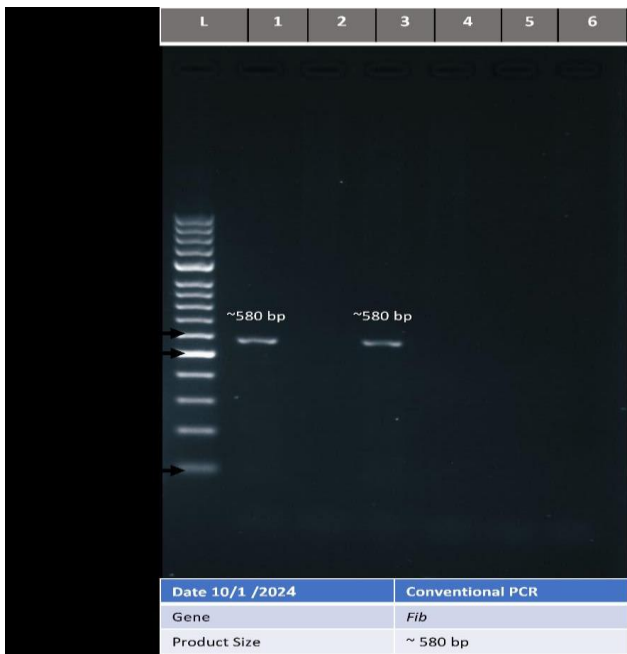 L 1 2 3 4 5 6
~580 bp ~580 bp
Date 10/1 /2024 Conventional PCR
Gene Fib
Product Size ~ 580 bp